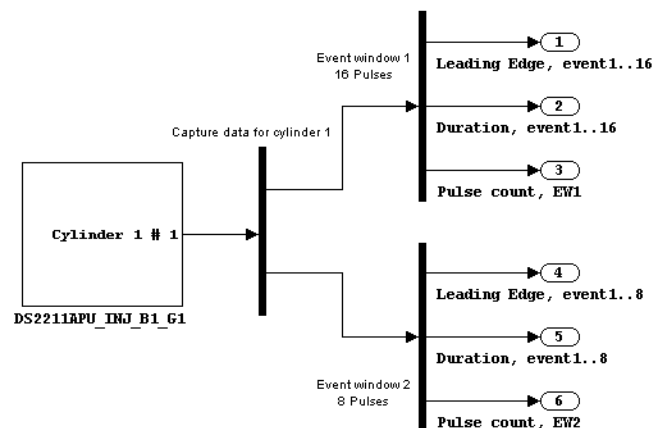 Event window 1
16 Pulses
1
Leading Edge, event1..16
2
Duration, event1..16
3
Pulse count, EW1
Capture data for cylinder 1
Cylinder 1 # 1
DS2211APU_INJ_B1_G1
4
Leading Edge, event1..8
5
Duration, event1..8
Event window 2
8 Pulses
6
Pulse count, EW2